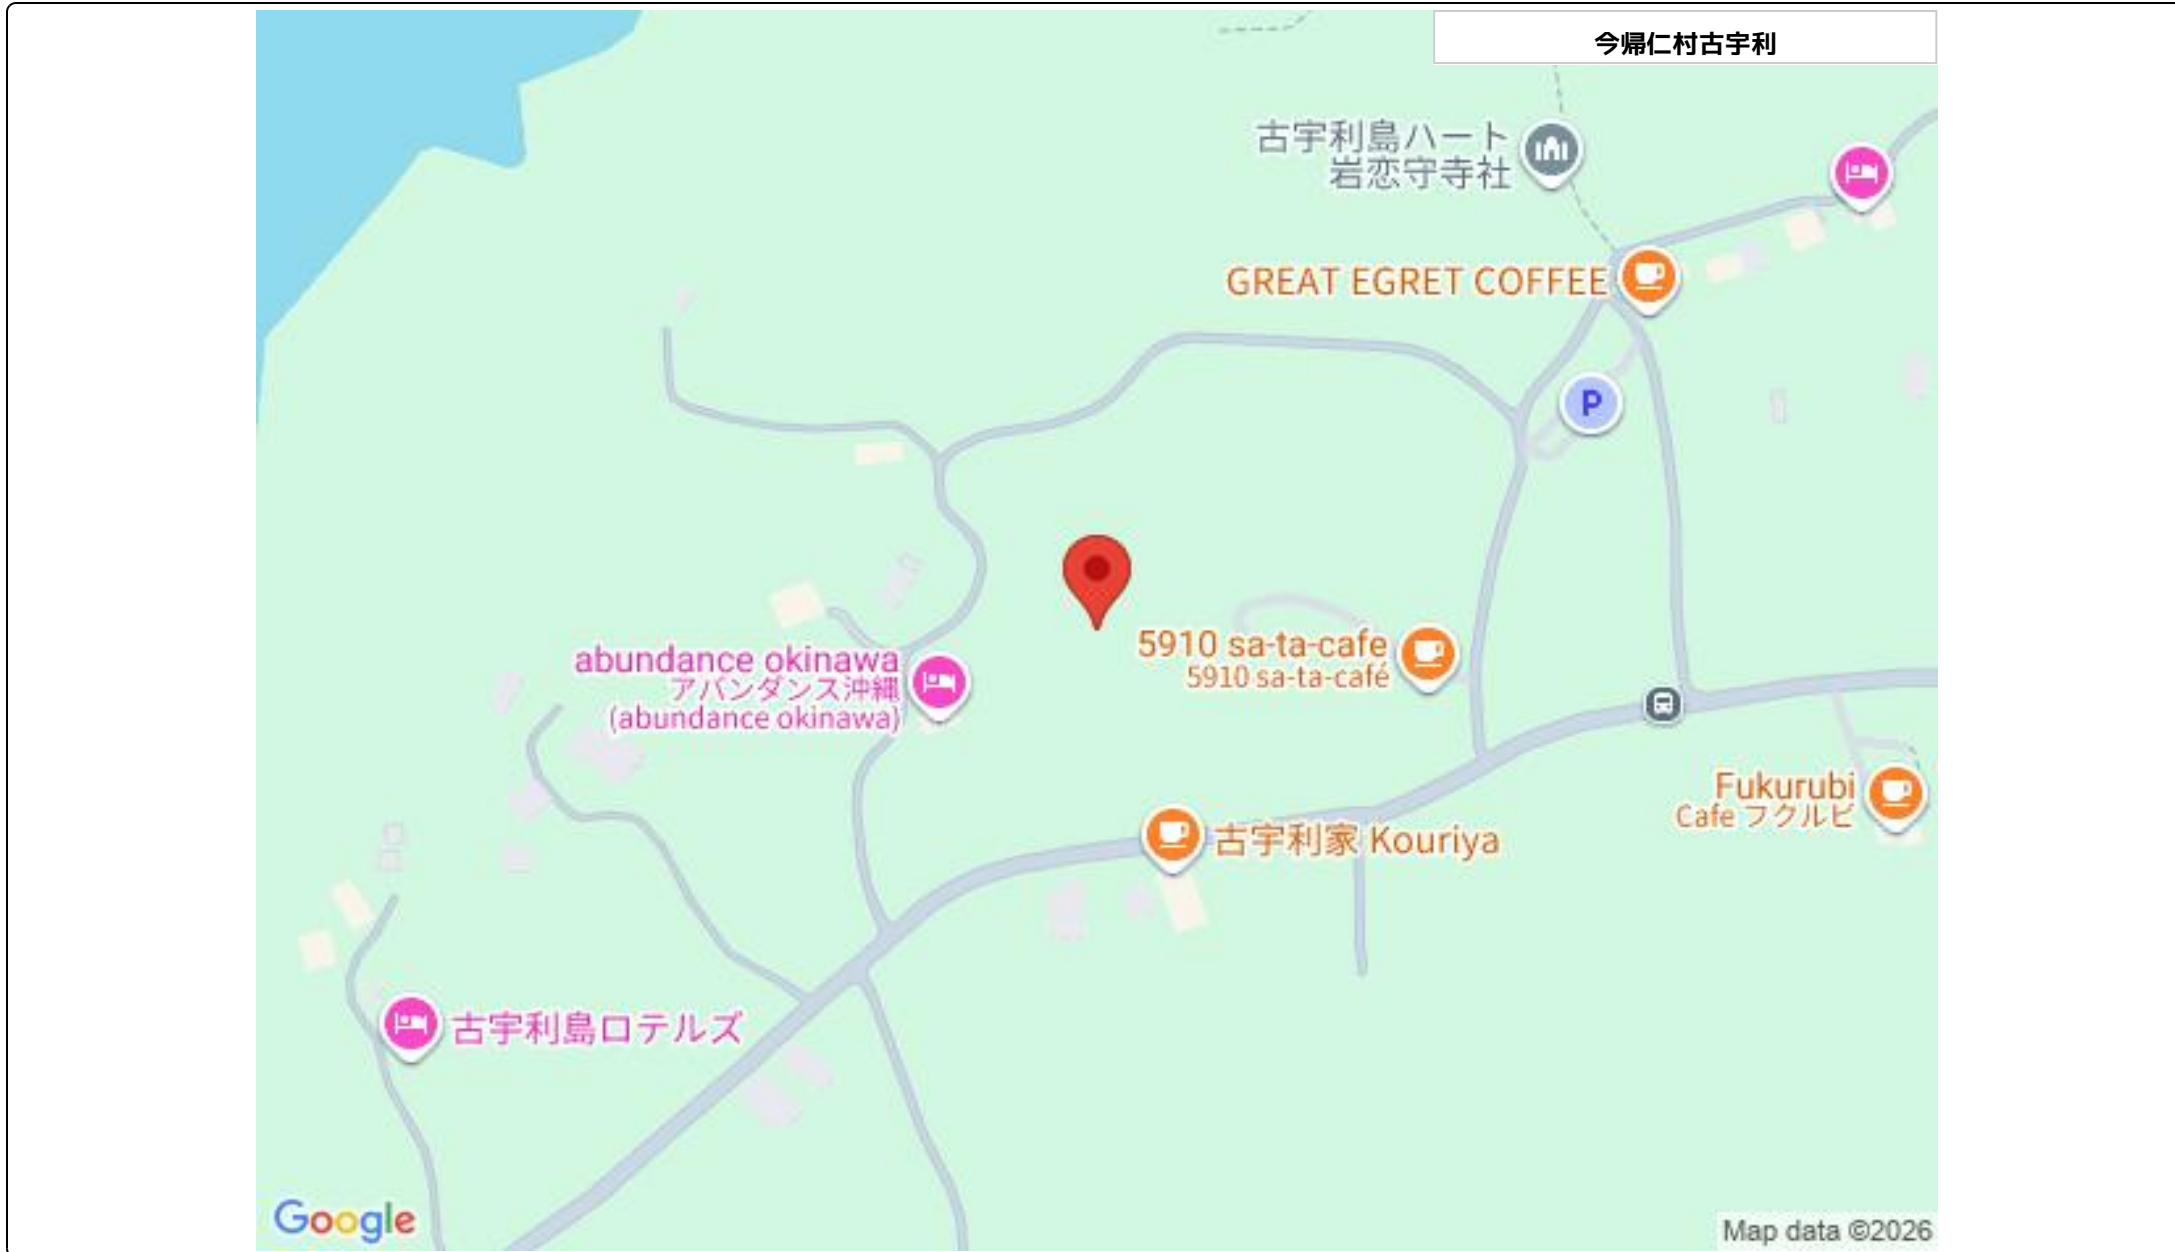 今帰仁村古宇利
古宇利島ハート
岩恋守寺社
GREAT EGRET COFFEE
P
5910 sa-ta-cafe
5910 sa-ta-café
abundance okinawa
アバンダンス沖縄
(abundance okinawa)
Fukurubi
Cafe フクルビ
古宇利家 Kouriya
古宇利島ロテルズ
Google
Map data ©2026